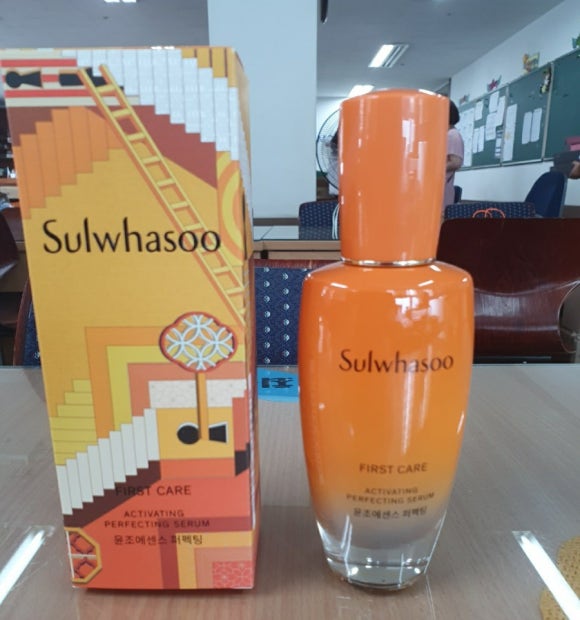 Sulwhasoo
FIRST CARE
ACTIVATING
PERFECTING SERUM
윤조에센스 퍼펙팅
Sulwhasoo
FIRST CARE
ACTIVATING
PERFECTING SERUM
윤조에센스 퍼펙팅